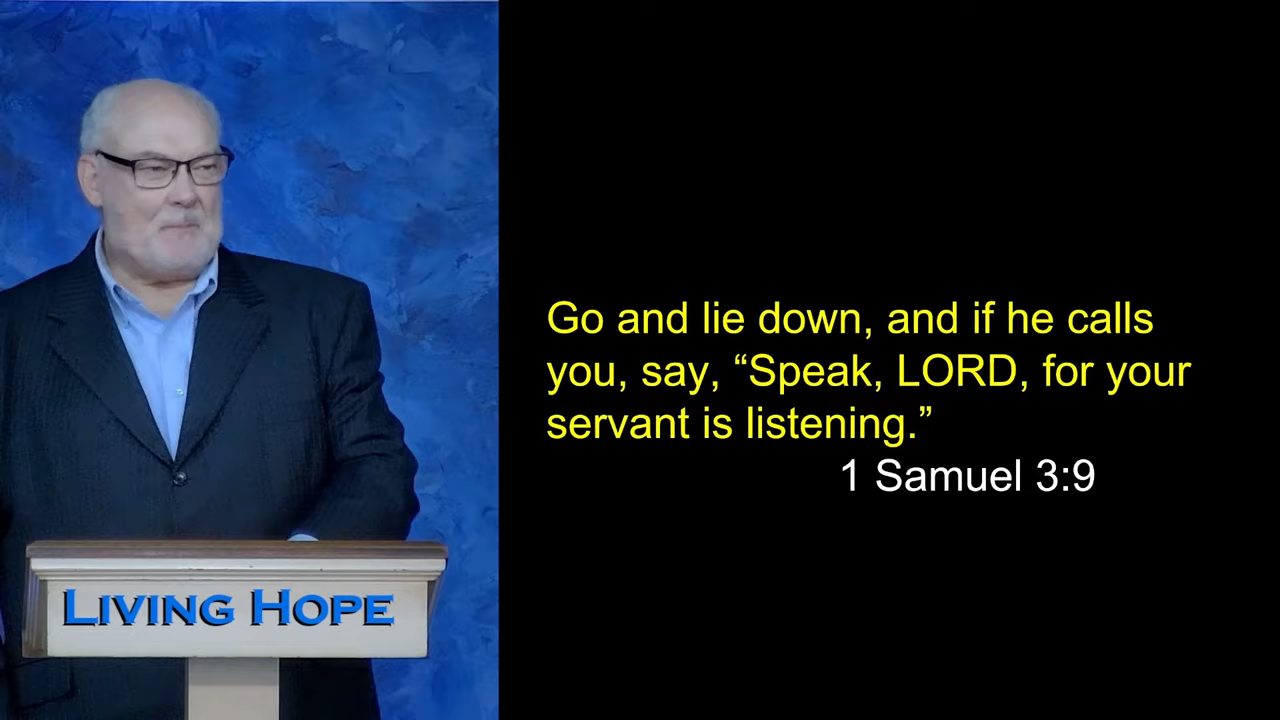 Go and lie down, and if he calls
you, say, “Speak, LORD, for your
servant is listening.”
1 Samuel 3:9
LIVING HOPE